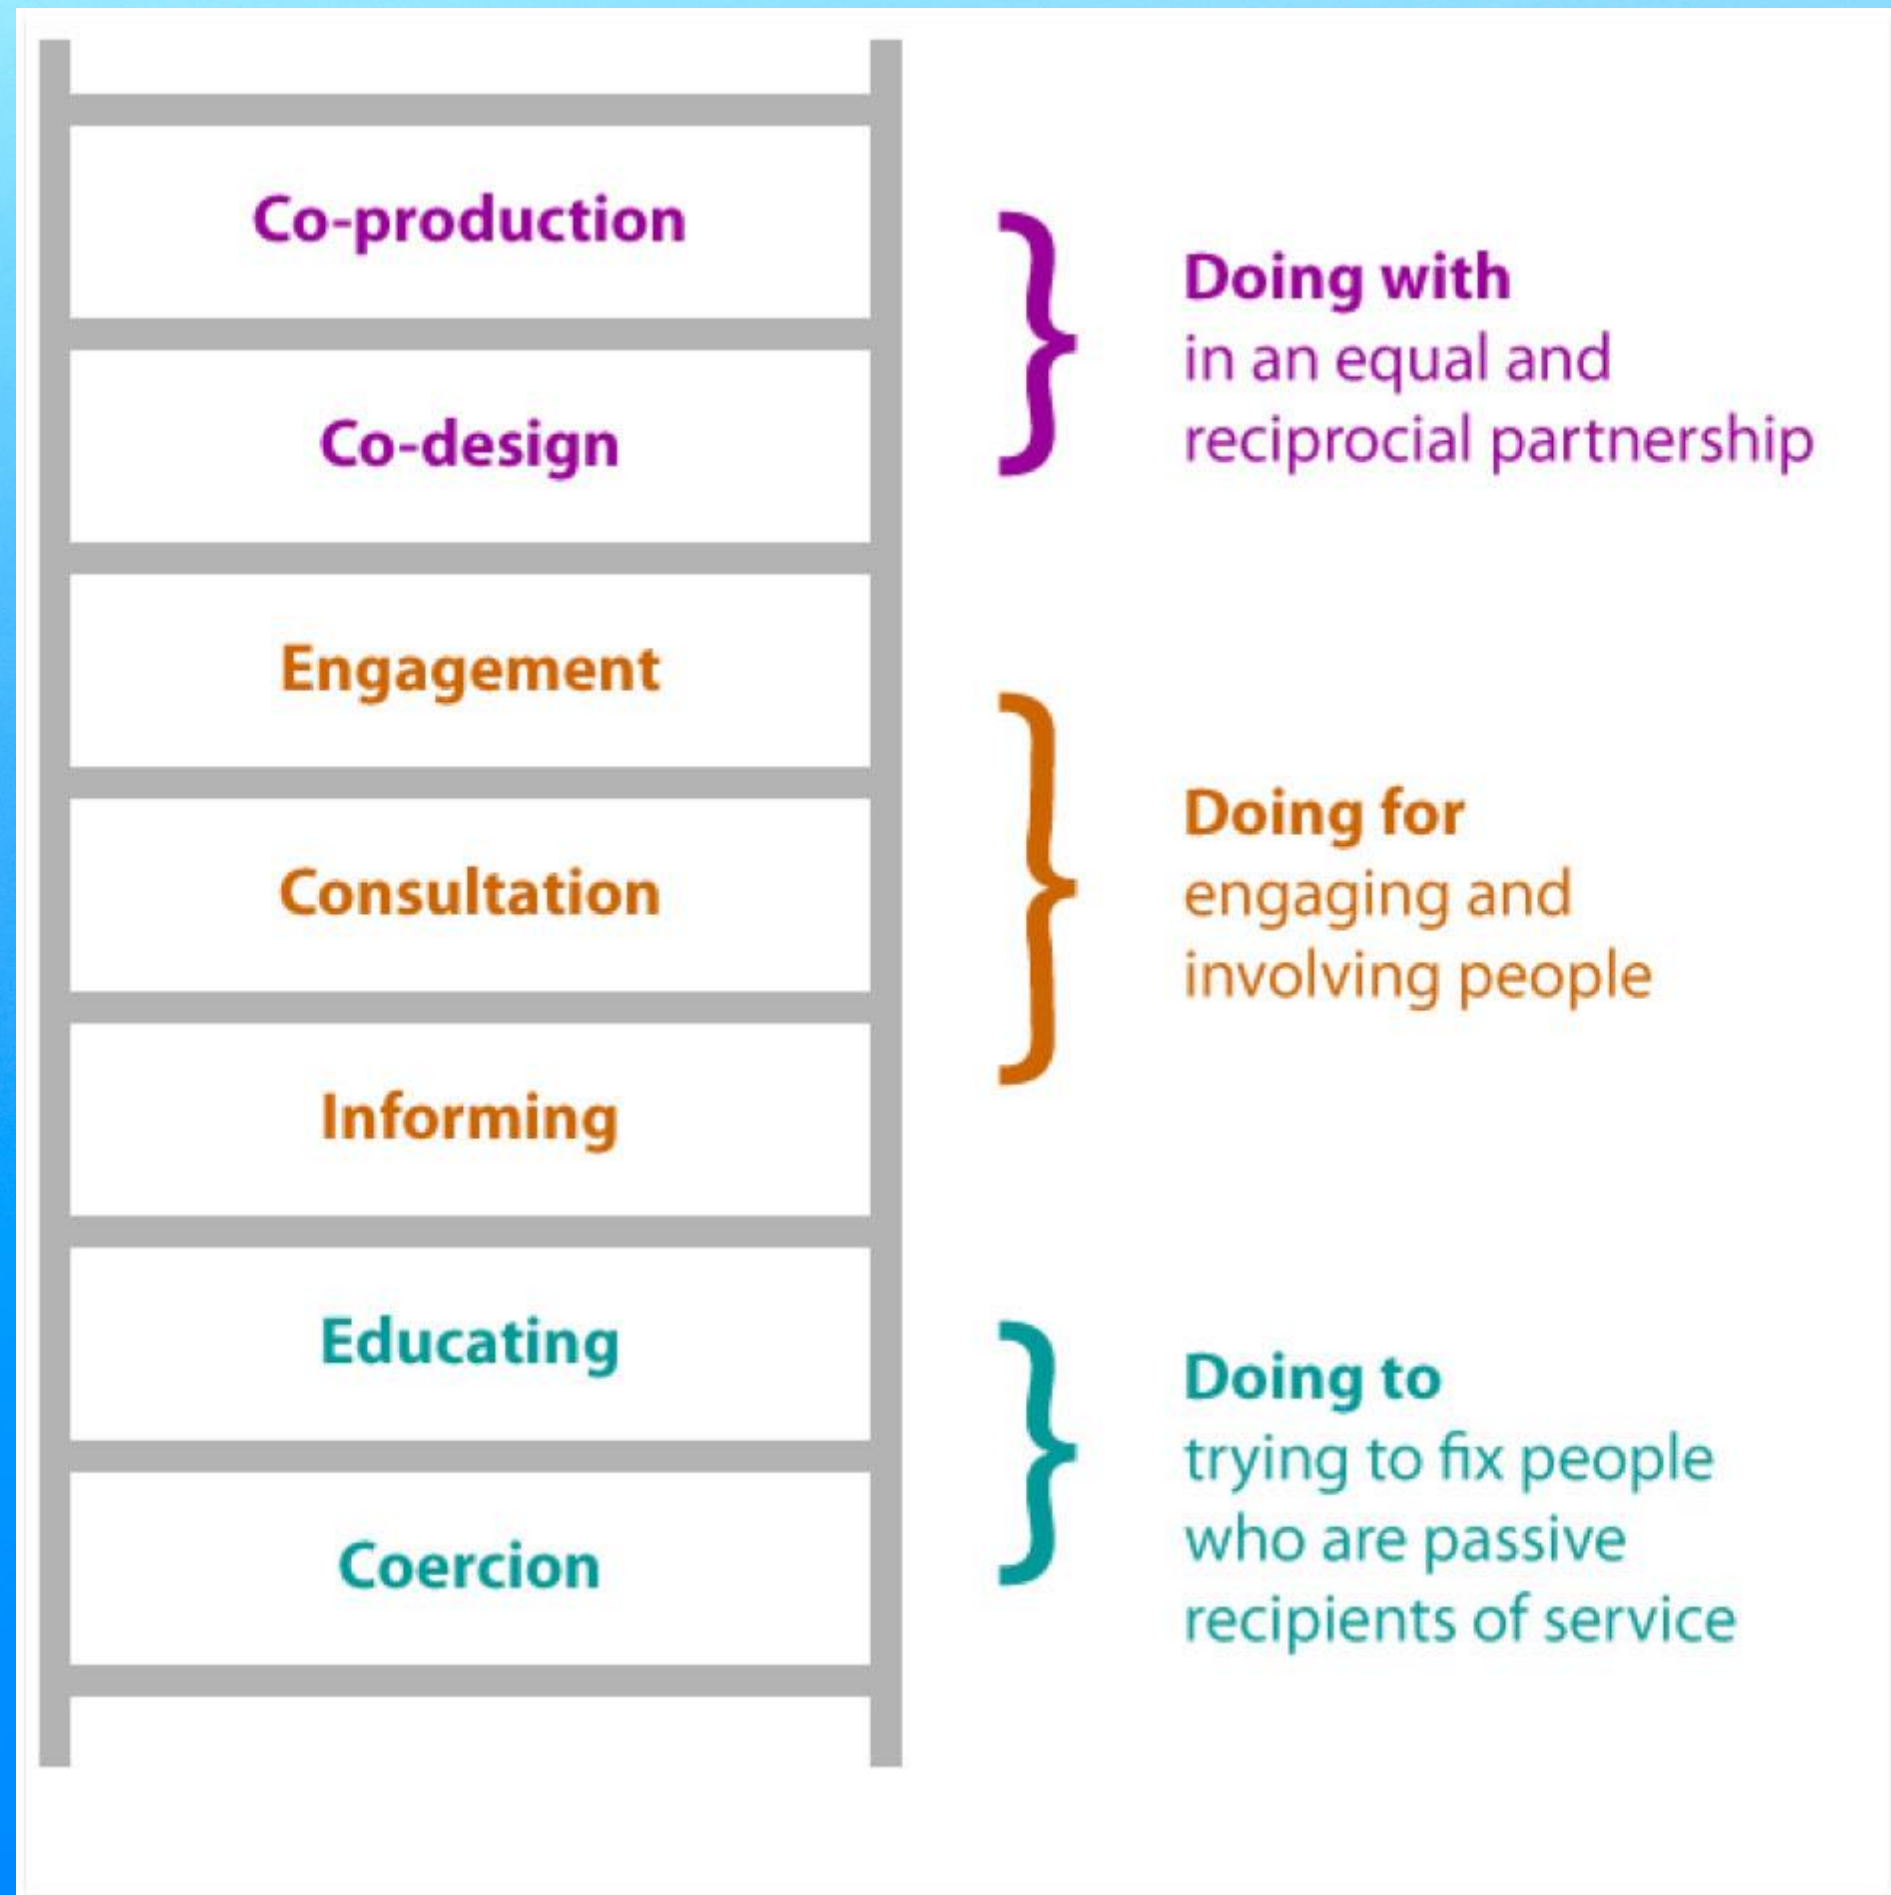 Co-production
Co-design
Doing with
in an equal and
reciprocial partnership
Engagement
Consultation
Informing
Doing for
engaging and
involving people
Educating
Coercion
Doing to
trying to fix people
who are passive
recipients of service